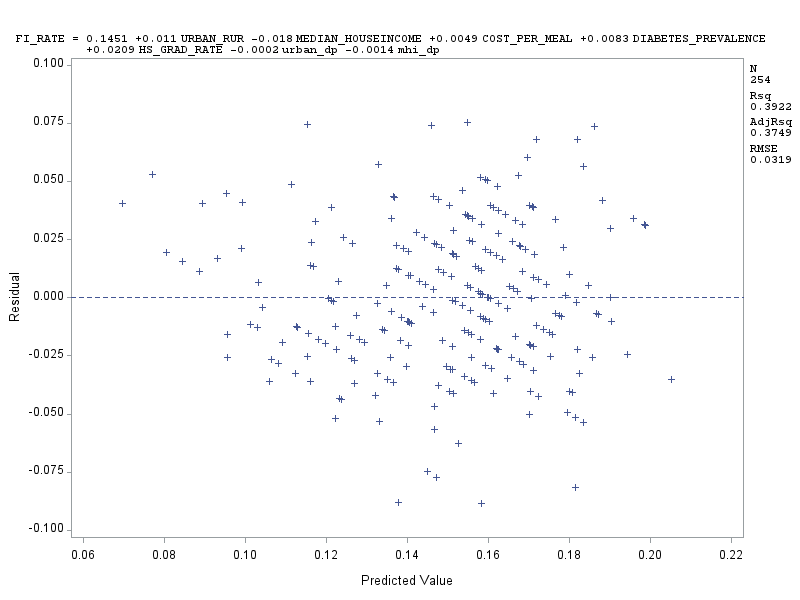 FI_RATE = 0.1451 +0.011 URBAN_RUR -0.018 MEDIAN_HOUSEINCOME +0.0049 COST_PER_MEAL +0.0083 DIABETES_PREVALENCE
+0.0209 HS_GRAD_RATE -0.0002 urban_dp -0.0014 mhi_dp
N
254
Rsq
0.3922
AdjRsq
0.3749
RMSE
0.0319
0.100
0.075
0.050
0.025
0.000
-0.025
-0.050
-0.075
-0.100
Residual
0.06 0.08 0.10 0.12 0.14 0.16 0.18 0.20 0.22
Predicted Value